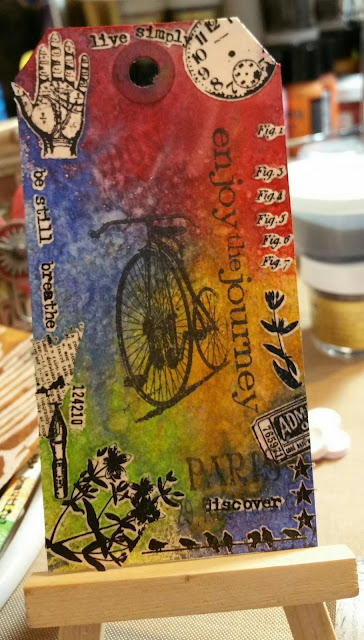 live simply
Fig.1
Fig.3
Fig.4
Fig.5
Fig.6
Fig.7
enjoy the journey
be still breathe
124210
ADM
PARIS
discover